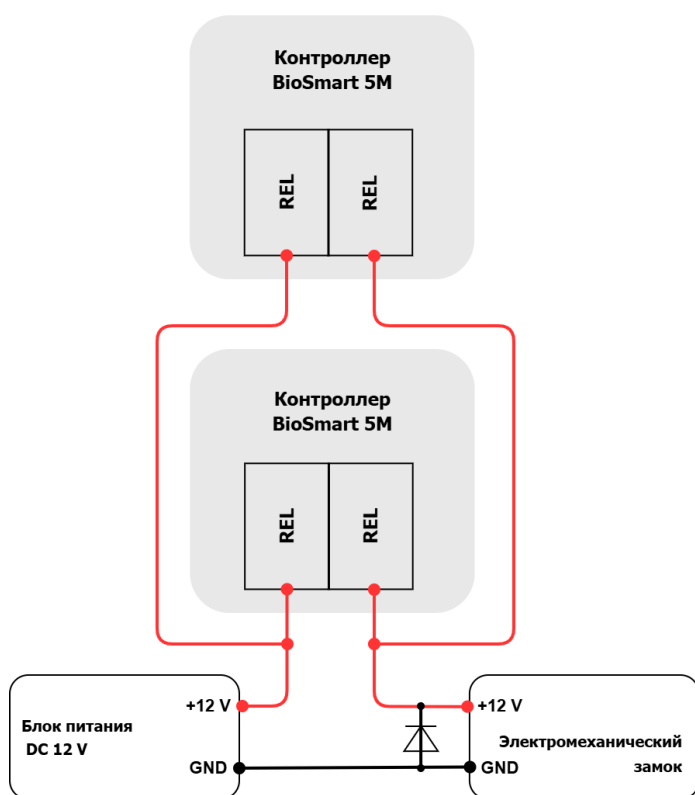 Контроллер
BioSmart 5M
REL
REL
Контроллер
BioSmart 5M
REL
REL
+12 V
Блок питания
DC 12 V
GND
+12 V
Электромеханический
замок
GND